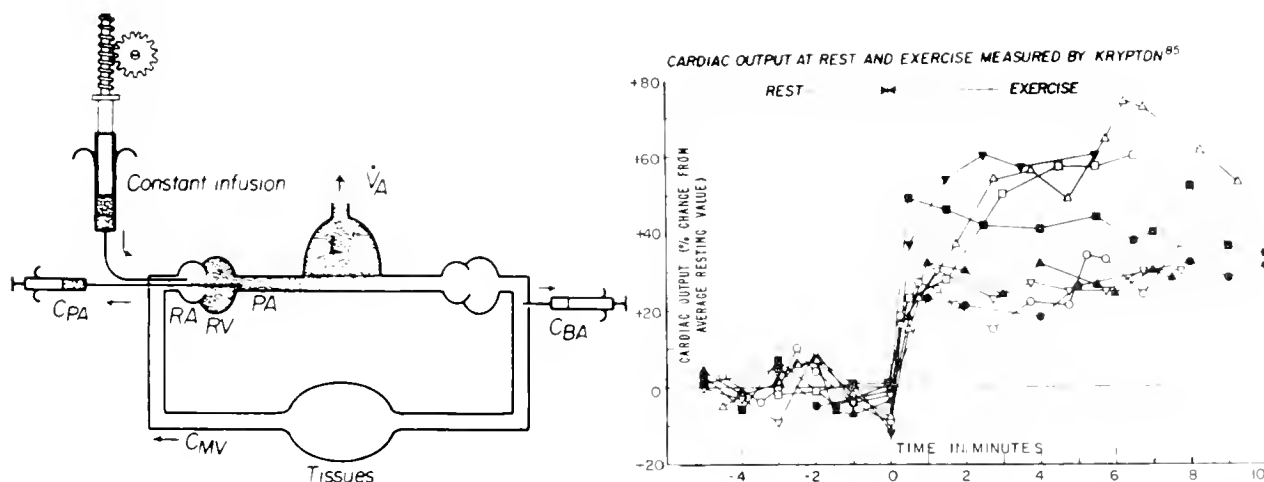 Constant infusion
V̇A
CPA
RA
RV
PA
CBA
CMV
Tissues
CARDIAC OUTPUT AT REST AND EXERCISE MEASURED BY KRYPTON85
REST EXERCISE
CARDIAC OUTPUT (% CHANGE FROM
AVERAGE RESTING VALUE)
+80
+60
+40
+20
0
-20
TIME IN MINUTES
-4 -2 0 2 4 6 8 10